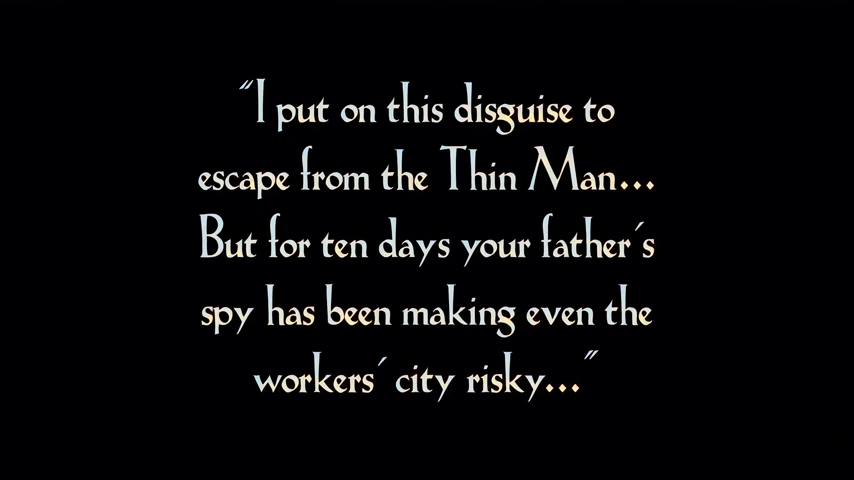 "I put on this disguise to
escape from the Thin Man...
But for ten days your father's
spy has been making even the
workers' city risky..."